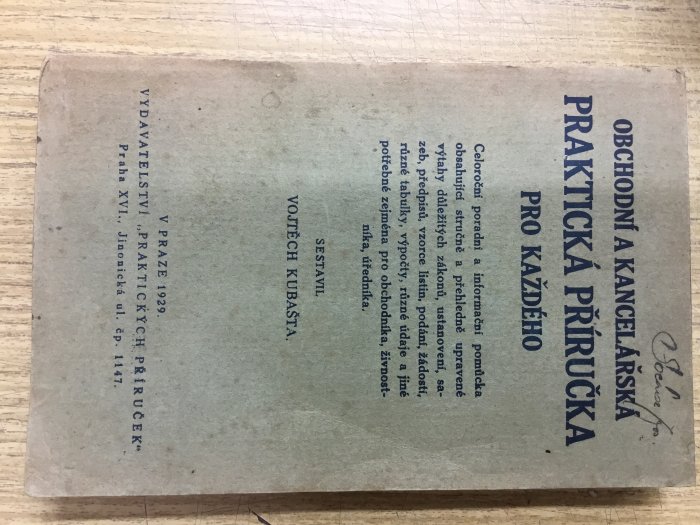 OBCHODNÍ A KANCELÁŘSKÁ
PRAKTICKÁ PŘÍRUČKA
PRO KAŽDÉHO
Celoroční poradní a informační pomůcka
obsahující stručně a přehledně upravené
výtahy důležitých zákonů, ustanovení, sa-
zeb, předpisů, vzorce listin, podání, žádostí,
různé tabulky, výpočty, různé údaje a jiné
potřebné zejména pro obchodníka, živnost-
níka, úředníka.
SESTAVIL
VOJTĚCH KUBAŠTA.
V PRAZE 1929.
VYDAVATELSTVÍ „PRAKTICKÝCH PŘÍRUČEK“
Praha XVI., Jinonická ul. čp. 1147.